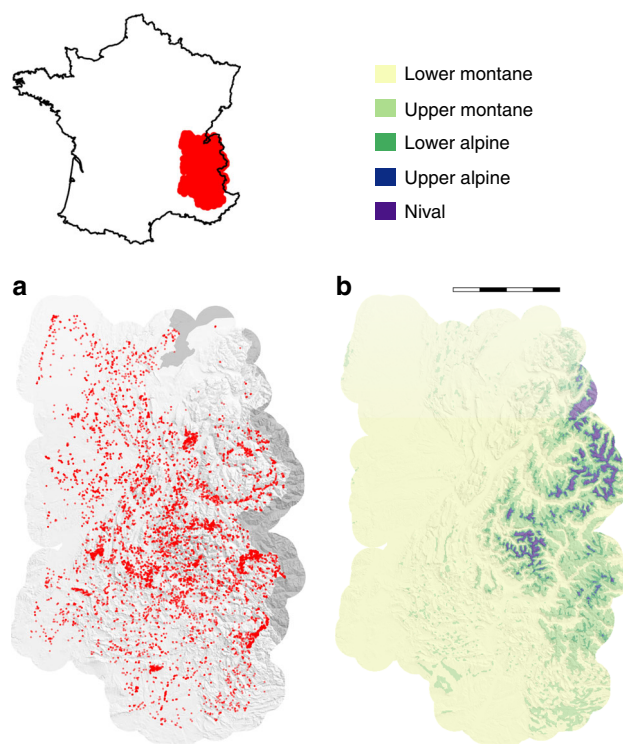 Lower montane
Upper montane
Lower alpine
Upper alpine
Nival
a
b